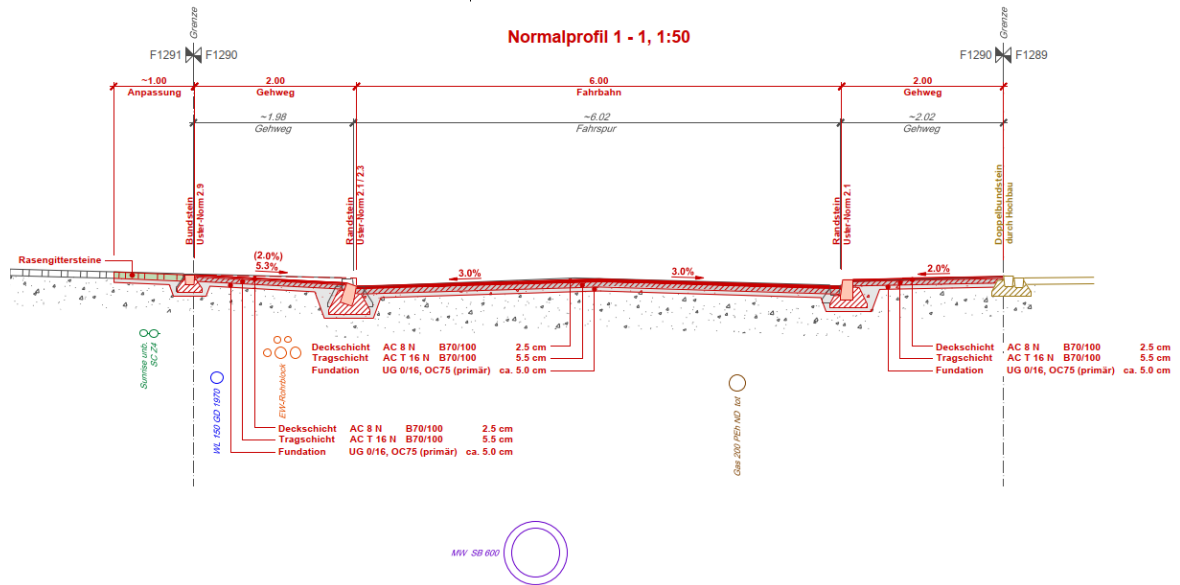 Normalprofil 1 - 1, 1:50
Grenze
F1291 F1290
Grenze
F1290 F1289
~1.00
Anpassung
2.00
Gehweg
6.00
Fahrbahn
2.00
Gehweg
~1.98
Gehweg
~6.02
Fahrspur
~2.02
Gehweg
Bundstein
Uster-Norm 2.9
Randstein
Uster-Norm 2.1 / 2.3
Randstein
Uster-Norm 2.1
Doppelbundstein
durch Hochbau
Rasengittersteine
(2.0%)
5.3%
3.0%
3.0%
2.0%
Sunrise unb.
SC Z4
WL 150 GD 1970
EW-Rohrblock
Deckschicht AC 8 N B70/100 2.5 cm
Tragschicht AC T 16 N B70/100 5.5 cm
Fundation UG 0/16, OC75 (primär) ca. 5.0 cm
Deckschicht AC 8 N B70/100 2.5 cm
Tragschicht AC T 16 N B70/100 5.5 cm
Fundation UG 0/16, OC75 (primär) ca. 5.0 cm
Gas 200 PEh ND tot
Deckschicht AC 8 N B70/100 2.5 cm
Tragschicht AC T 16 N B70/100 5.5 cm
Fundation UG 0/16, OC75 (primär) ca. 5.0 cm
MW SB 600